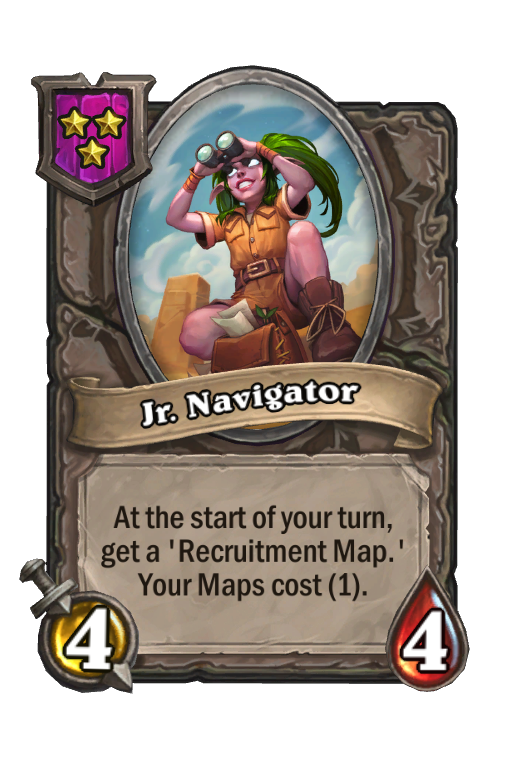 Jr. Navigator
At the start of your turn,
get a 'Recruitment Map.'
Your Maps cost (1).
4
4